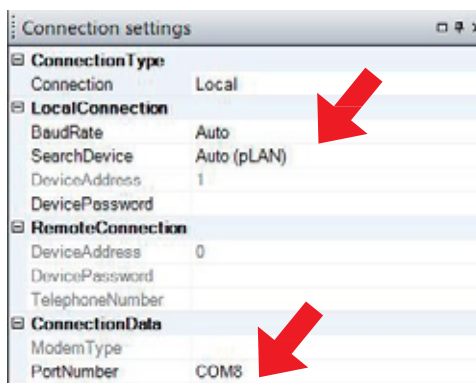 Connection settings
ConnectionType
Connection Local
LocalConnection
BaudRate Auto
SearchDevice Auto (pLAN)
DeviceAddress 1
DevicePassword
RemoteConnection
DeviceAddress 0
DevicePassword
TelephoneNumber
ConnectionData
ModemType
PortNumber COM8